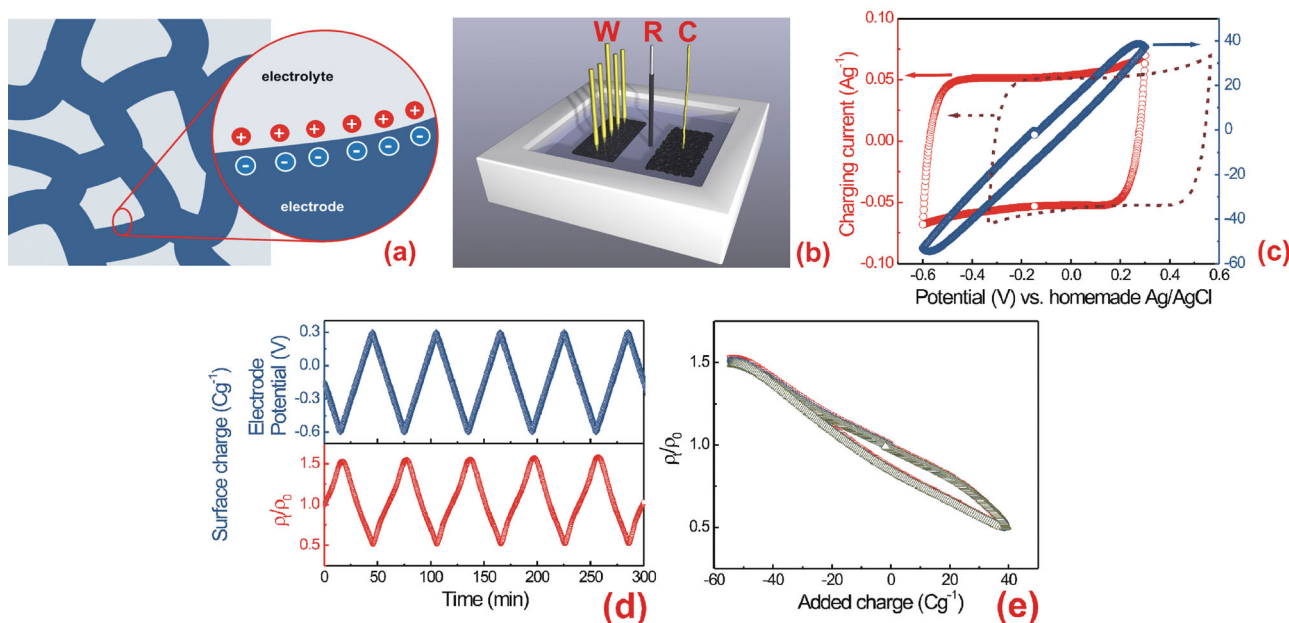 electrolyte
+ + + + + +
- - - - - -
electrode
(a)
W R C
(b)
Charging current (Ag⁻¹)
0.10
0.05
0.00
-0.05
-0.10
40
20
0
-20
-40
-60
-0.6 -0.4 -0.2 0.0 0.2 0.4 0.6
Potential (V) vs. homemade Ag/AgCl
(c)
Surface charge (Cg⁻¹)
Electrode
Potential (V)
0.3
0.0
-0.3
-0.6
ρₜ/ρ₀
1.5
1.0
0.5
0 50 100 150 200 250 300
Time (min)
(d)
ρₜ/ρ₀
1.5
1.0
0.5
-60 -40 -20 0 20 40
Added charge (Cg⁻¹)
(e)